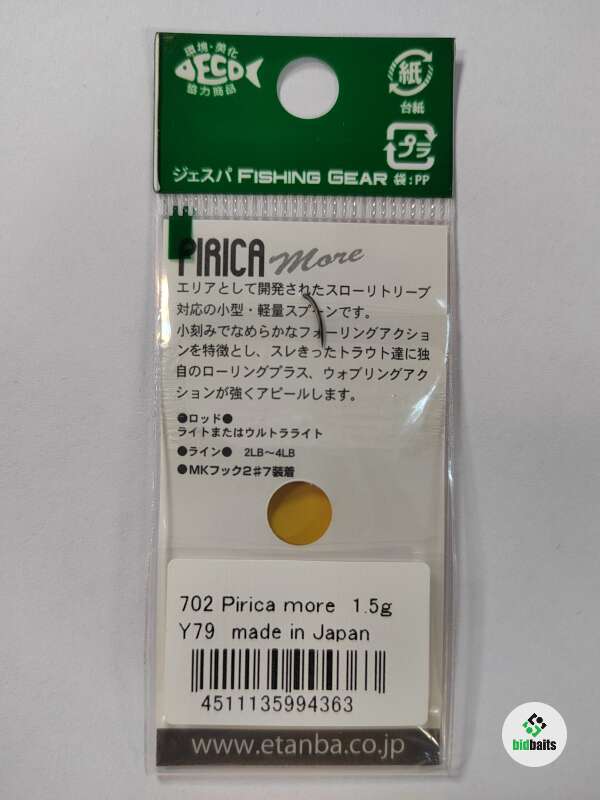 環境・美化
ECO
協力商品
紙
台紙
プラ
ジェスパ FISHING GEAR 袋:PP
PIRICA more
エリアとして開発されたスローリトリーブ
対応の小型・軽量スプーンです。
小刻みでなめらかなフォーリングアクショ
ンを特徴とし、スレきったトラウト達に独
自のローリングプラス、ウォブリングアク
ションが強くアピールします。
●ロッド●
ライトまたはウルトラライト
●ライン● 2LB～4LB
●MKフック2♯7装着
702 Pirica more 1.5g
Y79 made in Japan
4511135994363
www.etanba.co.jp
bidbaits